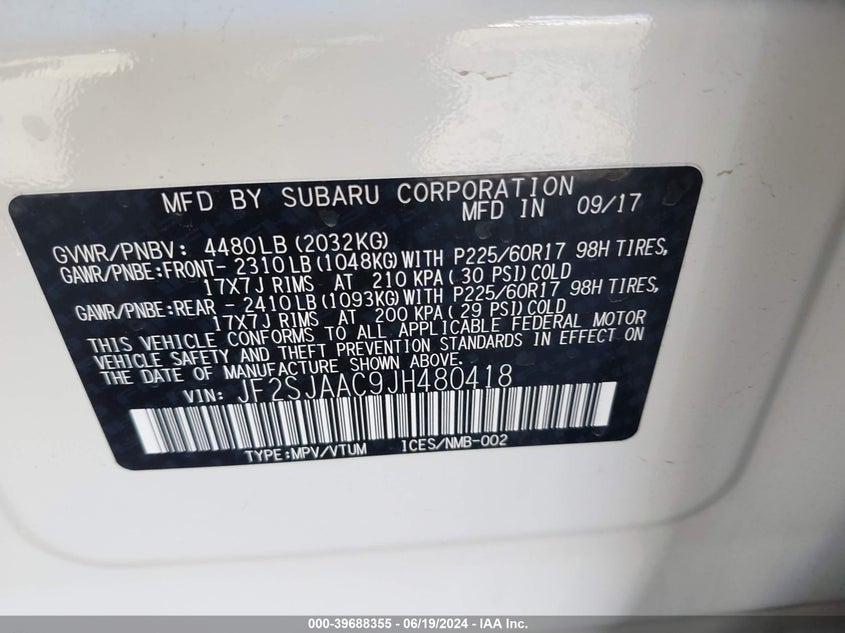 MFD BY SUBARU CORPORATION
MFD IN 09/17
GVWR/PNBV: 4480LB (2032KG)
GAWR/PNBE:FRONT- 2310LB (1048KG) WITH P225/60R17 98H TIRES,
17X7J RIMS AT 210 KPA ( 30 PSI) COLD
GAWR/PNBE:REAR - 2410LB (1093KG) WITH P225/60R17 98H TIRES,
17X7J RIMS AT 200 KPA ( 29 PSI) COLD
THIS VEHICLE CONFORMS TO ALL APPLICABLE FEDERAL MOTOR
VEHICLE SAFETY AND THEFT PREVENTION STANDARDS IN EFFECT ON
THE DATE OF MANUFACTURE SHOWN ABOVE.
VIN: JF2SJAAC9JH480418
TYPE:MPV/VTUM ICES/NMB-002
000-39688355 - 06/19/2024 - IAA Inc.